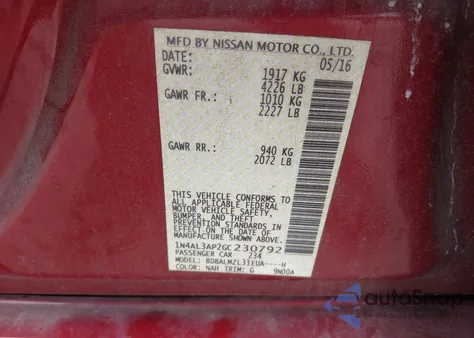 MFD BY NISSAN MOTOR CO., LTD.
DATE: 05/16
GVWR: 1917 KG
4226 LB
GAWR FR.: 1010 KG
2227 LB
GAWR RR.: 940 KG
2072 LB
THIS VEHICLE CONFORMS TO
ALL APPLICABLE FEDERAL
MOTOR VEHICLE SAFETY,
BUMPER, AND THEFT
PREVENTION STANDARDS IN
EFFECT ON THE DATE OF
MANUFACTURE SHOWN ABOVE.
1N4AL3AP2GC230792
PASSENGER CAR 234
MODEL: BDBALMZL33EUA----H
COLOR: NAH TRIM: G 9N00A
autoSnap